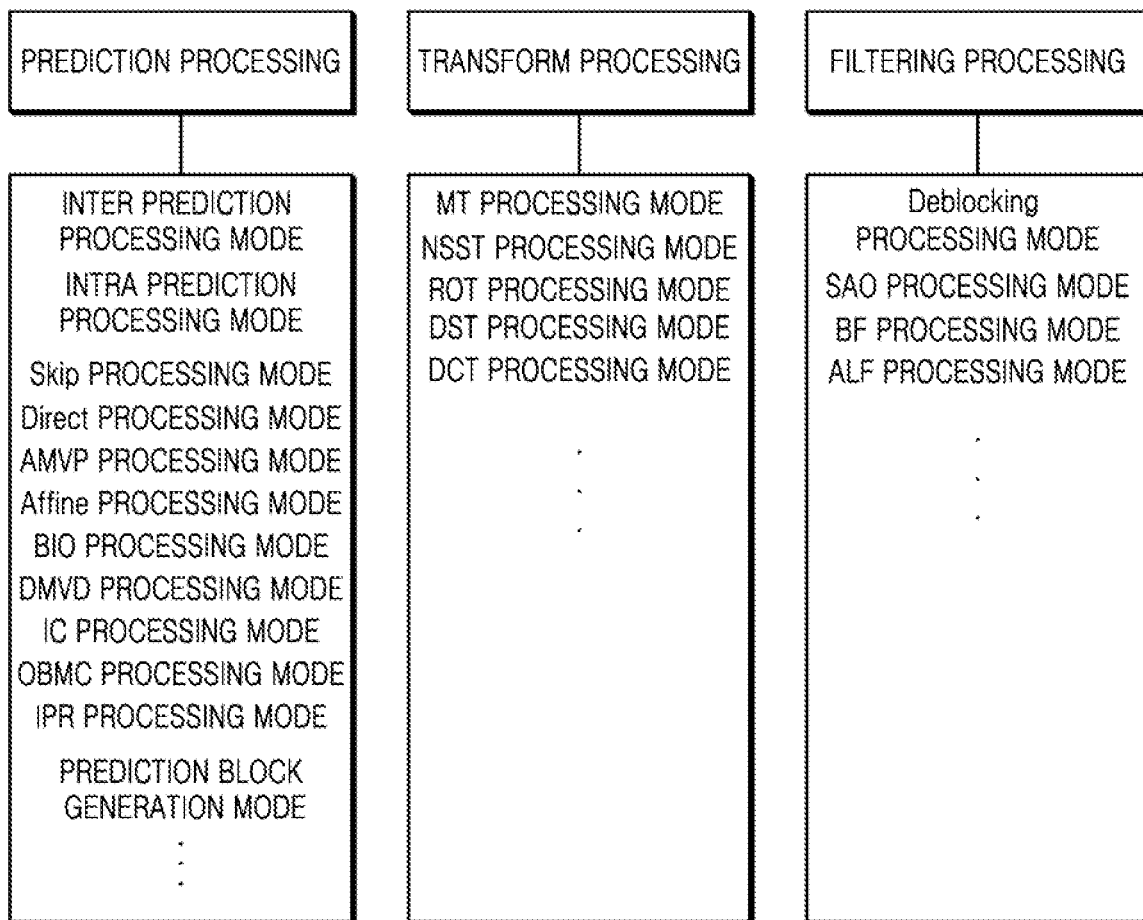 PREDICTION PROCESSING
INTER PREDICTION
PROCESSING MODE
INTRA PREDICTION
PROCESSING MODE
Skip PROCESSING MODE
Direct PROCESSING MODE
AMVP PROCESSING MODE
Affine PROCESSING MODE
BIO PROCESSING MODE
DMVD PROCESSING MODE
IC PROCESSING MODE
OBMC PROCESSING MODE
IPR PROCESSING MODE
PREDICTION BLOCK
GENERATION MODE
TRANSFORM PROCESSING
MT PROCESSING MODE
NSST PROCESSING MODE
ROT PROCESSING MODE
DST PROCESSING MODE
DCT PROCESSING MODE
FILTERING PROCESSING
Deblocking
PROCESSING MODE
SAO PROCESSING MODE
BF PROCESSING MODE
ALF PROCESSING MODE